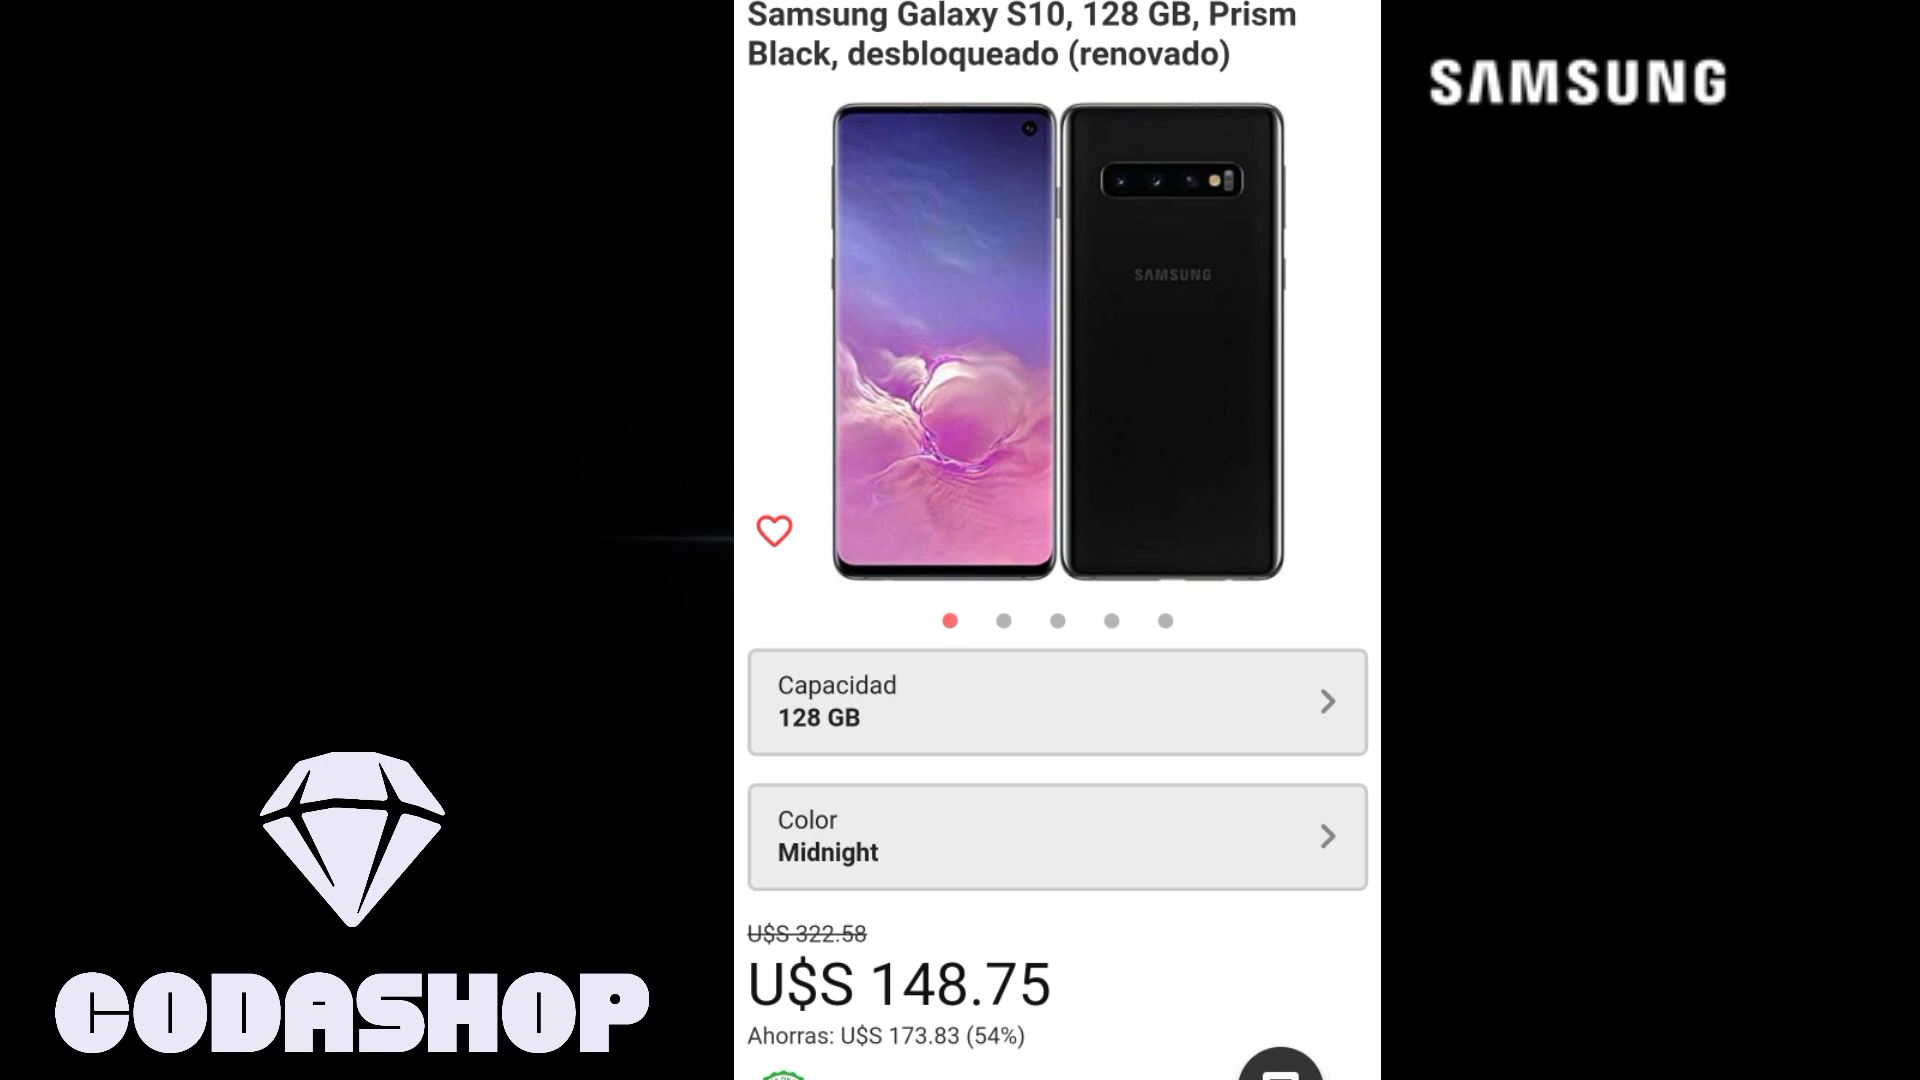 Samsung Galaxy S10, 128 GB, Prism
Black, desbloqueado (renovado)
SAMSUNG
SAMSUNG
Capacidad
128 GB
Color
Midnight
U$S 322.58
U$S 148.75
Ahorras: U$S 173.83 (54%)
CODASHOP